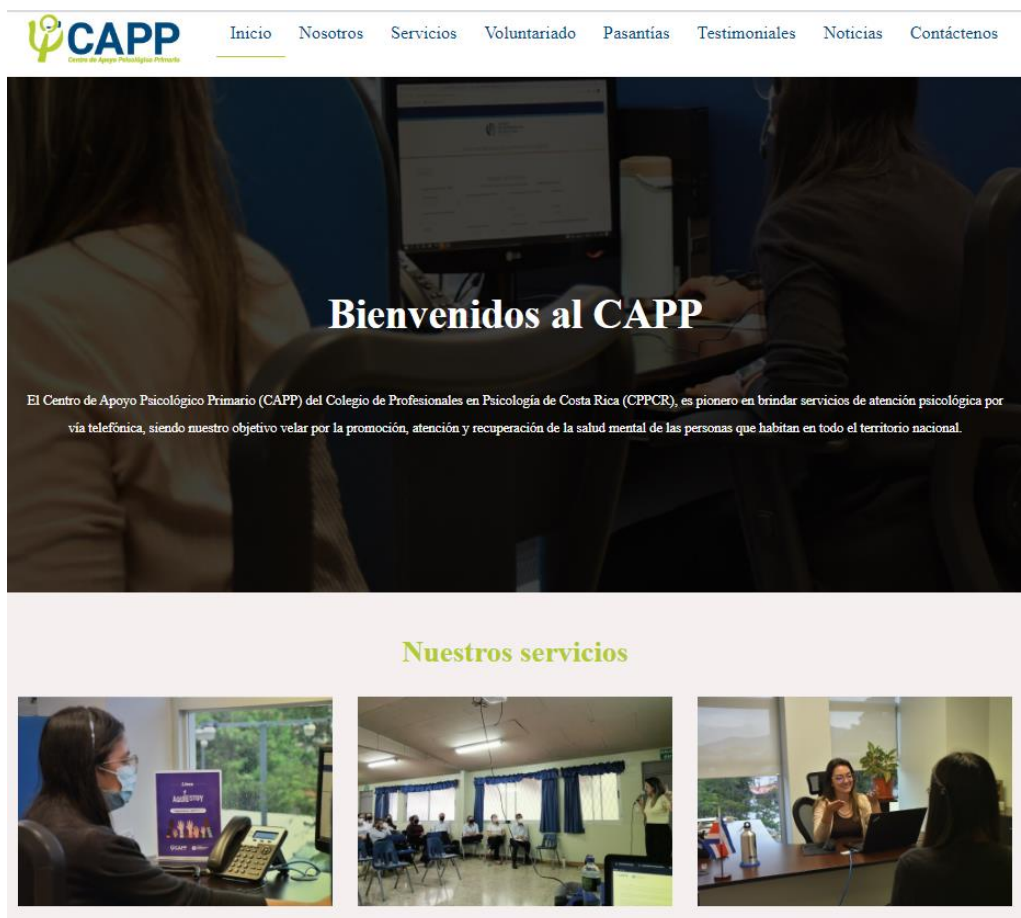 CAPP
Centro de Apoyo Psicológico Primario
Inicio Nosotros Servicios Voluntariado Pasantías Testimoniales Noticias Contáctenos
Bienvenidos al CAPP
El Centro de Apoyo Psicológico Primario (CAPP) del Colegio de Profesionales en Psicología de Costa Rica (CPPCR), es pionero en brindar servicios de atención psicológica por
vía telefónica, siendo nuestro objetivo velar por la promoción, atención y recuperación de la salud mental de las personas que habitan en todo el territorio nacional.
Nuestros servicios
AQUÍ ESTOY
CAPP